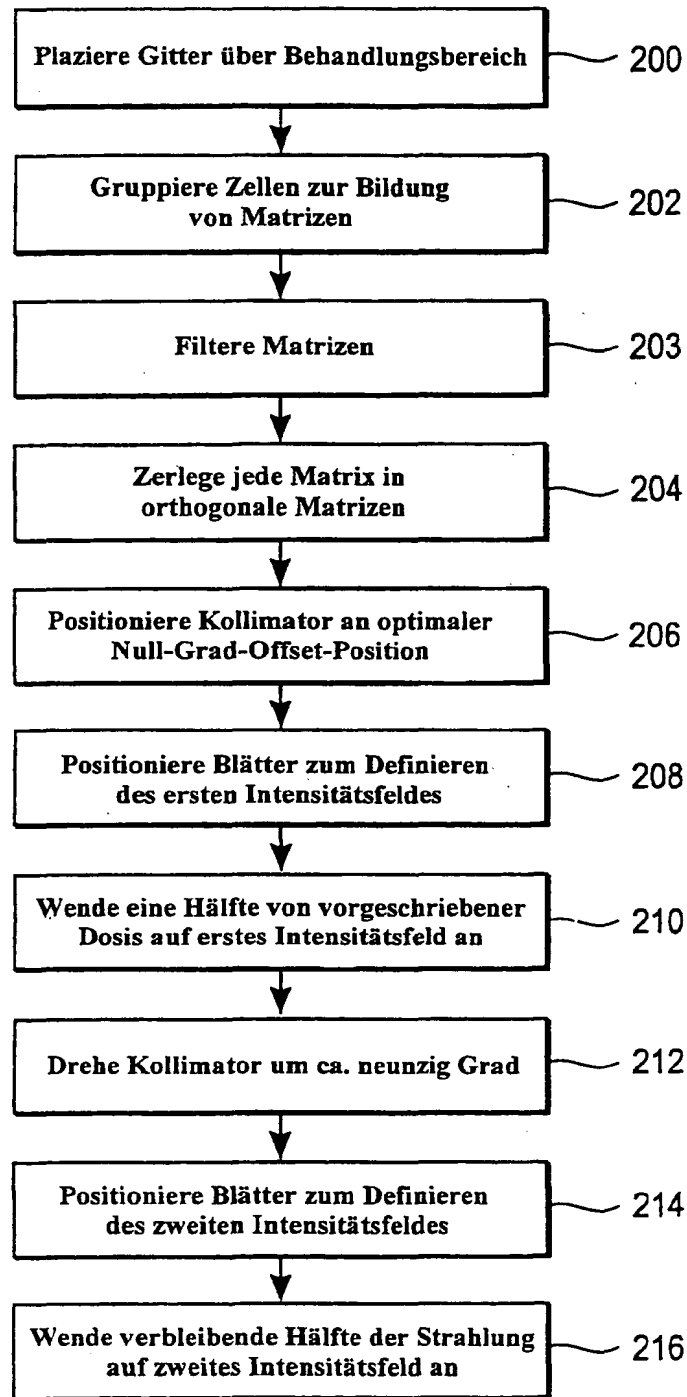 Plaziere Gitter über Behandlungsbereich
200
Gruppiere Zellen zur Bildung
von Matrizen
202
Filtere Matrizen
203
Zerlege jede Matrix in
orthogonale Matrizen
204
Positioniere Kollimator an optimaler
Null-Grad-Offset-Position
206
Positioniere Blätter zum Definieren
des ersten Intensitätsfeldes
208
Wende eine Hälfte von vorgeschriebener
Dosis auf erstes Intensitätsfeld an
210
Drehe Kollimator um ca. neunzig Grad
212
Positioniere Blätter zum Definieren
des zweiten Intensitätsfeldes
214
Wende verbleibende Hälfte der Strahlung
auf zweites Intensitätsfeld an
216